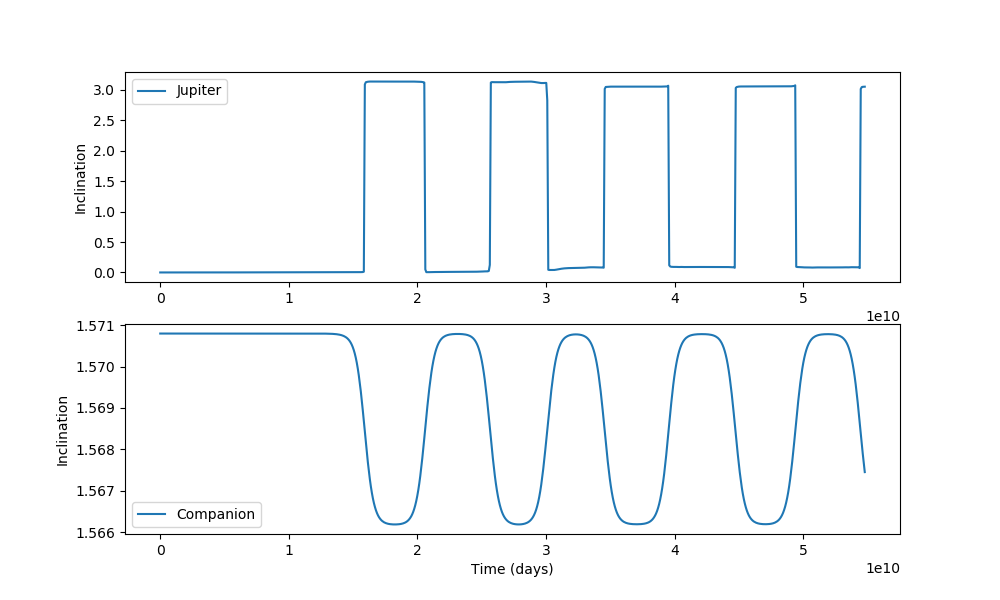 Jupiter
Inclination
3.0
2.5
2.0
1.5
1.0
0.5
0.0
0 1 2 3 4 5
1e10
Companion
Inclination
1.571
1.570
1.569
1.568
1.567
1.566
0 1 2 3 4 5
1e10
Time (days)